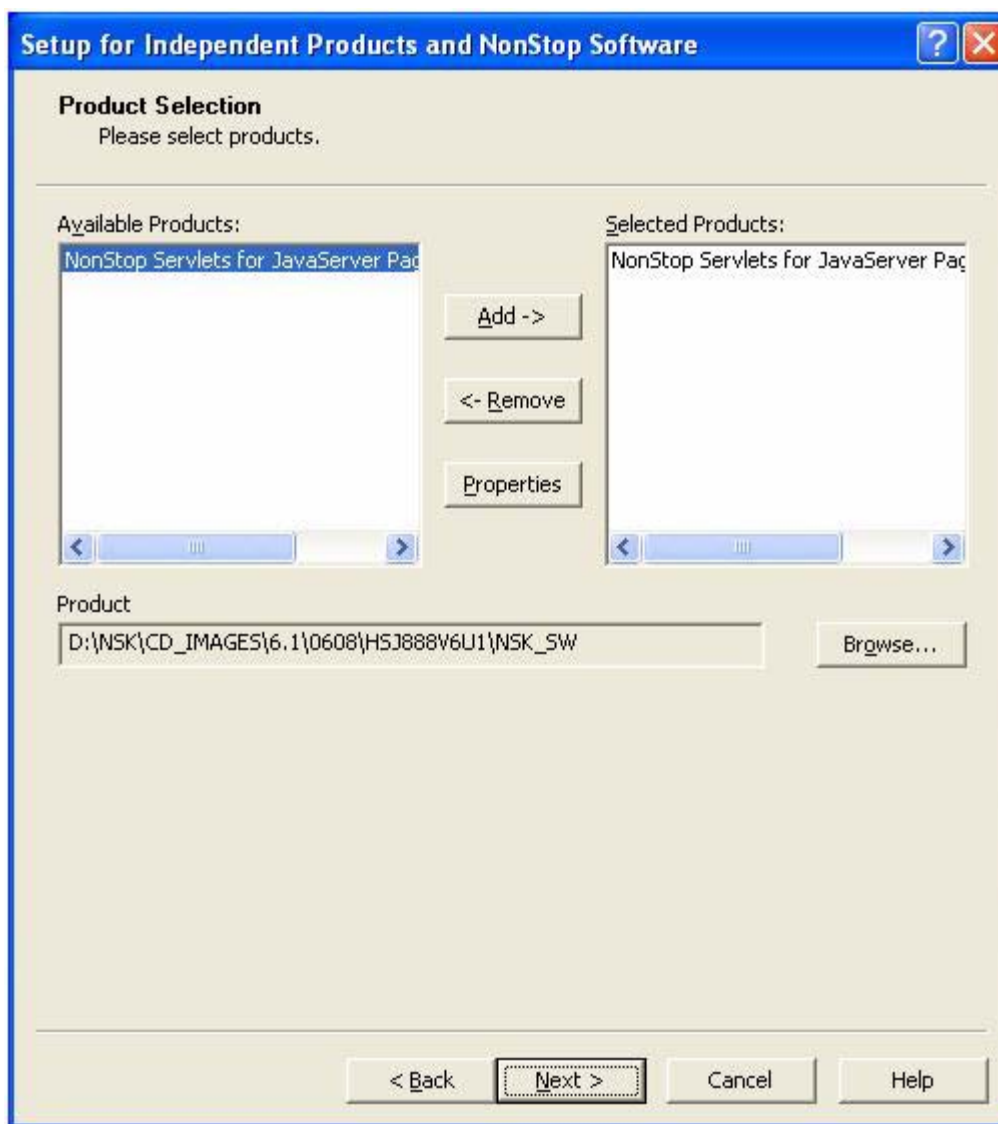 Setup for Independent Products and NonStop Software
Product Selection
Please select products.
Available Products:
Selected Products:
NonStop Servlets for JavaServer Pag
NonStop Servlets for JavaServer Pag
Add ->
<- Remove
Properties
Product
D:\NSK\CD_IMAGES\6.1\0608\HSJ888V6U1\NSK_SW
Browse...
< Back
Next >
Cancel
Help